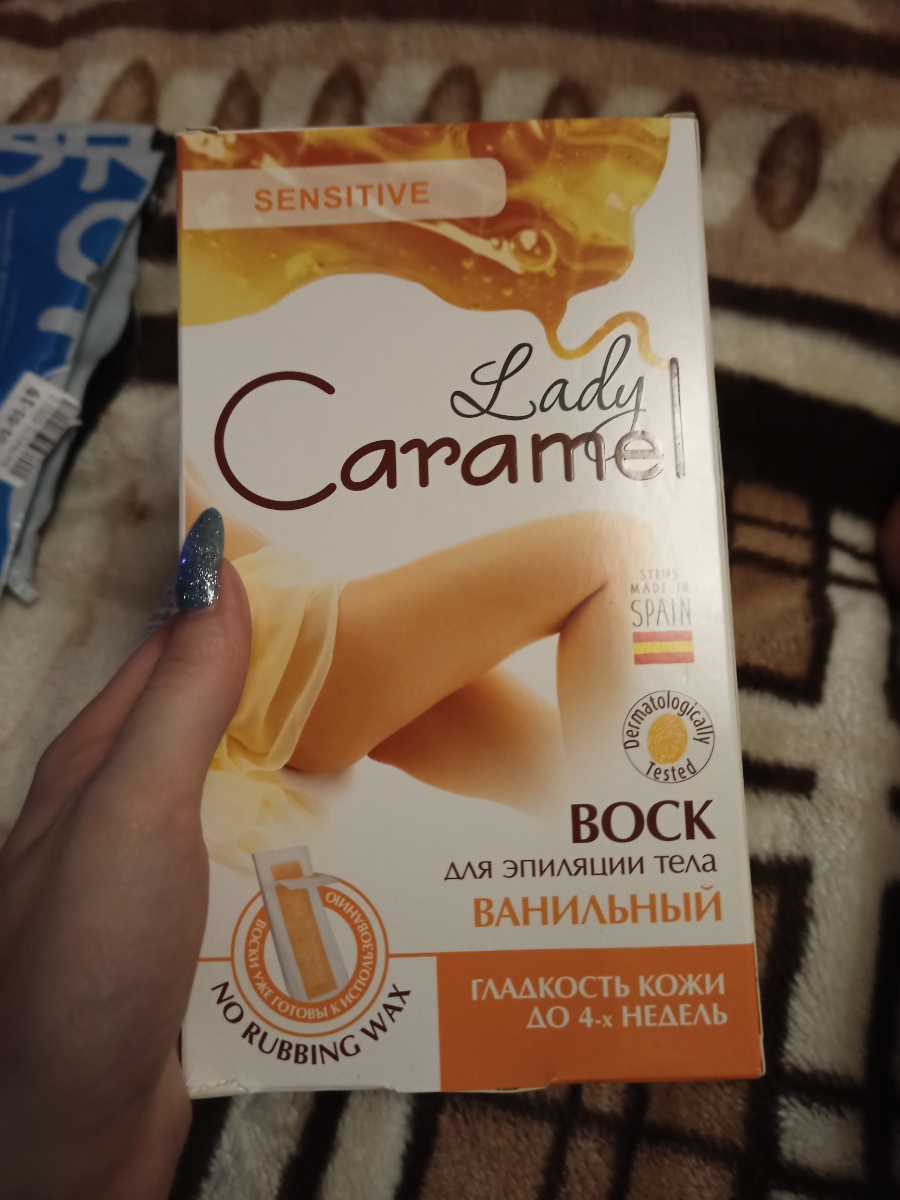 SENSITIVE
Lady
Caramel
STRIPS
MADE IN
SPAIN
Dermatologically
Tested
ВОСК
ДЛЯ ЭПИЛЯЦИИ ТЕЛА
ВАНИЛЬНЫЙ
ВОСКИ УЖЕ ГОТОВЫ К ИСПОЛЬЗОВАНИЮ
NO RUBBING WAX
ГЛАДКОСТЬ КОЖИ
ДО 4-х НЕДЕЛЬ